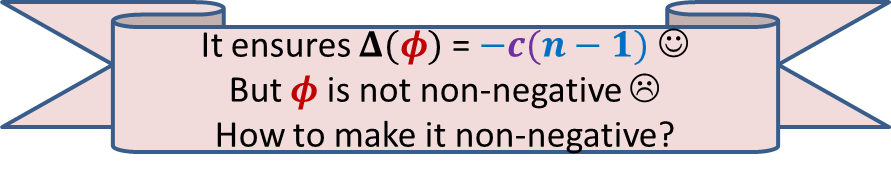 It ensures Δ(ϕ) = −c(n − 1) ☺
But ϕ is not non-negative ☹
How to make it non-negative?